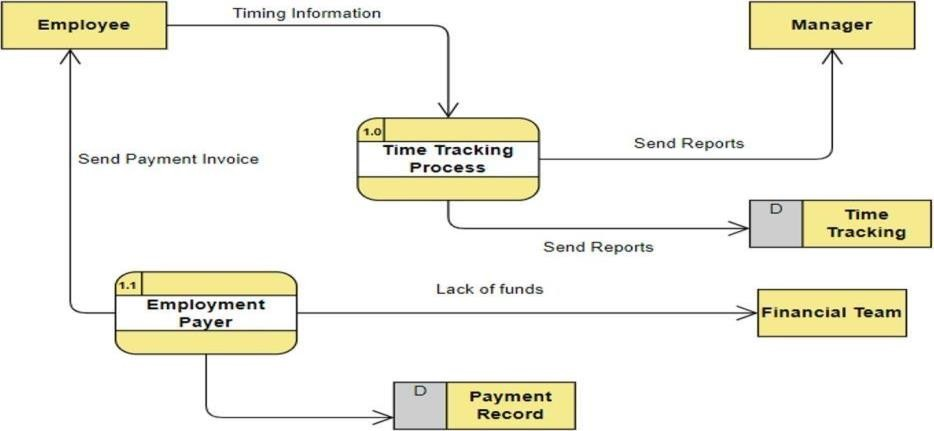 Employee
Timing Information
Manager
1.0
Time Tracking
Process
Send Reports
Send Payment Invoice
D
Time
Tracking
Send Reports
1.1
Employment
Payer
Lack of funds
Financial Team
D
Payment
Record